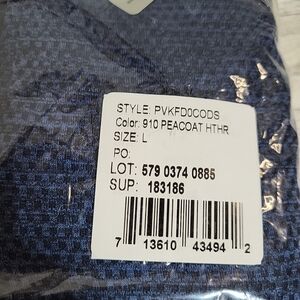 STYLE: PVKFD0CODS
Color: 910 PEACOAT HTHR
SIZE: L
PO:
LOT: 579 0374 0885
SUP: 183186
7 13610 43494 2